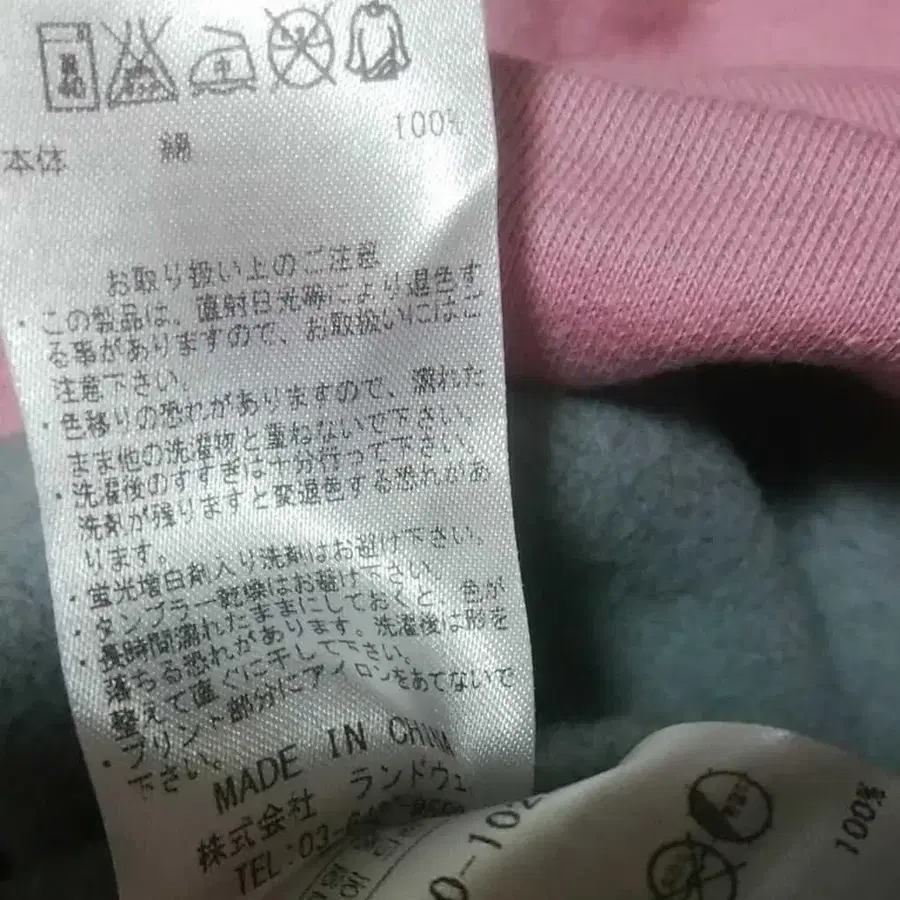 中
本体 綿 100%
お取り扱い上のご注意
・この製品は、直射日光等により退色す
る事がありますので、お取扱いにはご
注意下さい。
・色移りの恐れがありますので、濡れた
まま他の洗濯物と重ねないで下さい。
・洗濯後のすすぎは十分行って下さい。
洗剤が残りますと変退色する恐れがあ
ります。
・蛍光増白剤入り洗剤はお避け下さい。
・タンブラー乾燥はお避け下さい。
・長時間濡れたままにしておくと、色が
落ちる恐れがあります。洗濯後は形を
整えて直ぐに干して下さい。
・プリント部分にアイロンをあてないで
下さい。
MADE IN CHINA
株式会社 ランドウェ
TEL:03-
0-102
100%